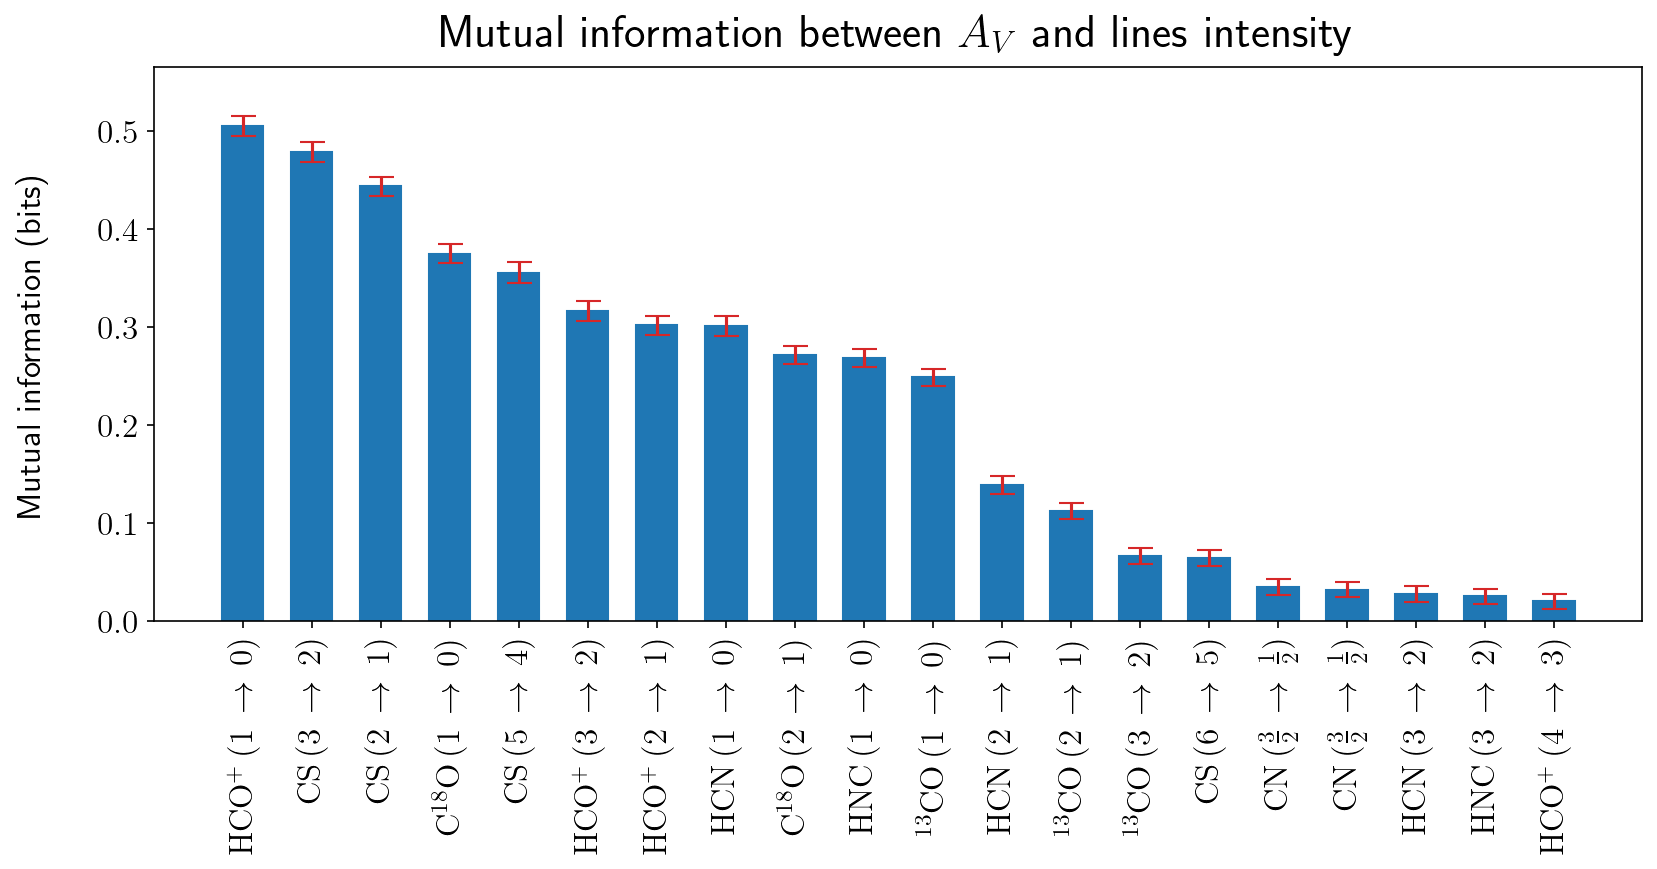 Mutual information between A_V and lines intensity
Mutual information (bits)
0.5
0.4
0.3
0.2
0.1
0.0
HCO⁺ (1 → 0)
CS (3 → 2)
CS (2 → 1)
C¹⁸O (1 → 0)
CS (5 → 4)
HCO⁺ (3 → 2)
HCO⁺ (2 → 1)
HCN (1 → 0)
C¹⁸O (2 → 1)
HNC (1 → 0)
¹³CO (1 → 0)
HCN (2 → 1)
¹³CO (2 → 1)
¹³CO (3 → 2)
CS (6 → 5)
CN (3/2 → 1/2)
CN (3/2 → 1/2)
HCN (3 → 2)
HNC (3 → 2)
HCO⁺ (4 → 3)